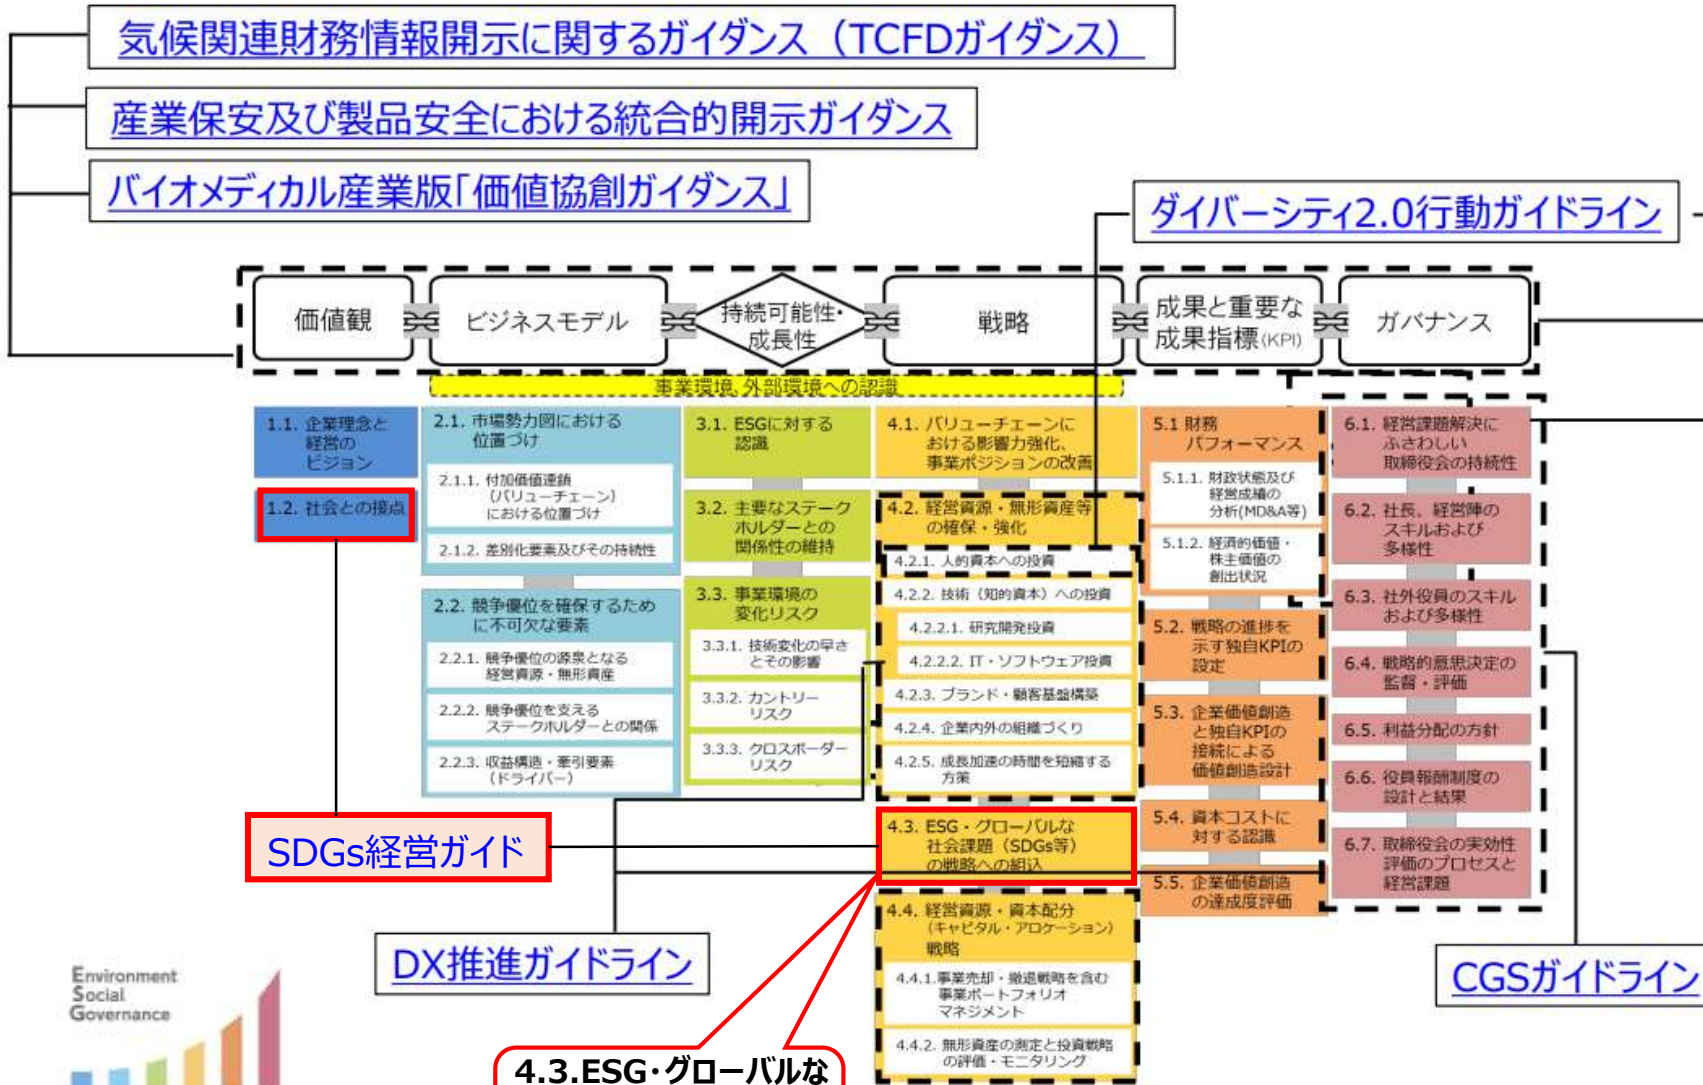 気候関連財務情報開示に関するガイダンス（TCFDガイダンス）
産業保安及び製品安全における統合的開示ガイダンス
バイオメディカル産業版「価値協創ガイダンス」
ダイバーシティ2.0行動ガイドライン
価値観
ビジネスモデル
持続可能性・
成長性
戦略
成果と重要な
成果指標(KPI)
ガバナンス
事業環境、外部環境への認識
1.1. 企業理念と
経営の
ビジョン
1.2. 社会との接点
2.1. 市場勢力図における
位置づけ
2.1.1. 付加価値連鎖
(バリューチェーン)
における位置づけ
2.1.2. 差別化要素及びその持続性
2.2. 競争優位を確保するため
に不可欠な要素
2.2.1. 競争優位の源泉となる
経営資源・無形資産
2.2.2. 競争優位を支える
ステークホルダーとの関係
2.2.3. 収益構造・牽引要素
(ドライバー)
3.1. ESGに対する
認識
3.2. 主要なステーク
ホルダーとの
関係性の維持
3.3. 事業環境の
変化リスク
3.3.1. 技術変化の早さ
とその影響
3.3.2. カントリー
リスク
3.3.3. クロスボーダー
リスク
4.1. バリューチェーンに
おける影響力強化、
事業ポジションの改善
4.2. 経営資源・無形資産等
の確保・強化
4.2.1. 人的資本への投資
4.2.2. 技術（知的資本）への投資
4.2.2.1. 研究開発投資
4.2.2.2. IT・ソフトウェア投資
4.2.3. ブランド・顧客基盤構築
4.2.4. 企業内外の組織づくり
4.2.5. 成長加速の時間を短縮する
方策
4.3. ESG・グローバルな
社会課題（SDGs等）
の戦略への組込
4.4. 経営資源・資本配分
(キャピタル・アロケーション)
戦略
4.4.1.事業売却・撤退戦略を含む
事業ポートフォリオ
マネジメント
4.4.2. 無形資産の測定と投資戦略
の評価・モニタリング
5.1 財務
パフォーマンス
5.1.1. 財政状態及び
経営成績の
分析(MD&A等)
5.1.2. 経済的価値・
株主価値の
創出状況
5.2. 戦略の進捗を
示す独自KPIの
設定
5.3. 企業価値創造
と独自KPIの
接続による
価値創造設計
5.4. 資本コストに
対する認識
5.5. 企業価値創造
の達成度評価
6.1. 経営課題解決に
ふさわしい
取締役会の持続性
6.2. 社長、経営陣の
スキルおよび
多様性
6.3. 社外役員のスキル
および多様性
6.4. 戦略的意思決定の
監督・評価
6.5. 利益分配の方針
6.6. 役員報酬制度の
設計と結果
6.7. 取締役会の実効性
評価のプロセスと
経営課題
SDGs経営ガイド
DX推進ガイドライン
CGSガイドライン
Environment
Social
Governance
4.3.ESG・グローバルな